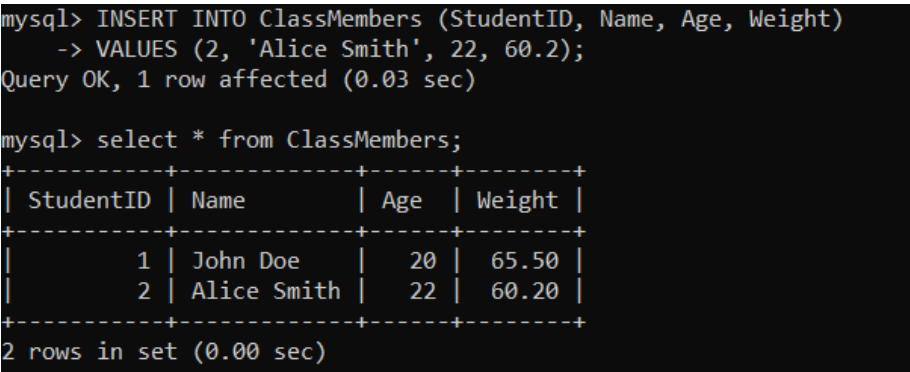 mysql> INSERT INTO ClassMembers (StudentID, Name, Age, Weight)
    -> VALUES (2, 'Alice Smith', 22, 60.2);
Query OK, 1 row affected (0.03 sec)

mysql> select * from ClassMembers;
+-----------+-------------+------+--------+
| StudentID | Name        | Age  | Weight |
+-----------+-------------+------+--------+
|         1 | John Doe    |   20 |  65.50 |
|         2 | Alice Smith |   22 |  60.20 |
+-----------+-------------+------+--------+
2 rows in set (0.00 sec)